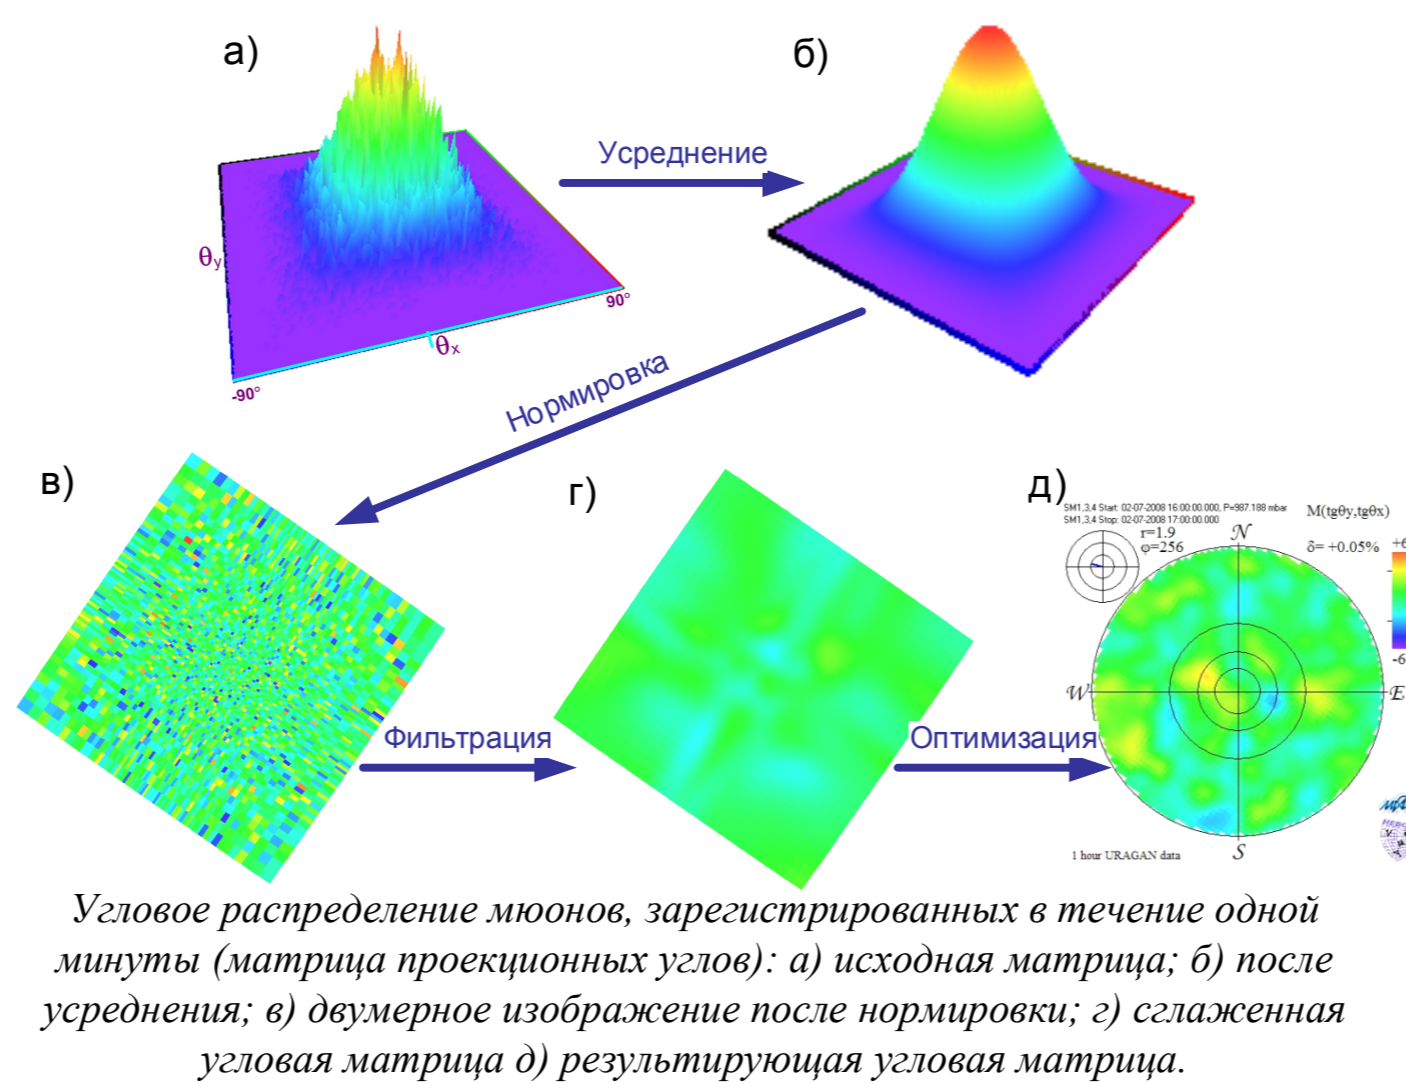 а)
б)
Усреднение
θy
θx
90°
-90°
Нормировка
в)
г)
д)
SM1,3,4 Start: 02-07-2008 16:00:00.000, P=987.188 mbar
SM1,3,4 Stop: 02-07-2008 17:00:00.000
M(tgθy,tgθx)
r=1.9
φ=256
N
δ= +0.05%
+6
W
E
-6
Фильтрация
Оптимизация
S
1 hour URAGAN data
Угловое распределение мюонов, зарегистрированных в течение одной
минуты (матрица проекционных углов): а) исходная матрица; б) после
усреднения; в) двумерное изображение после нормировки; г) сглаженная
угловая матрица д) результирующая угловая матрица.